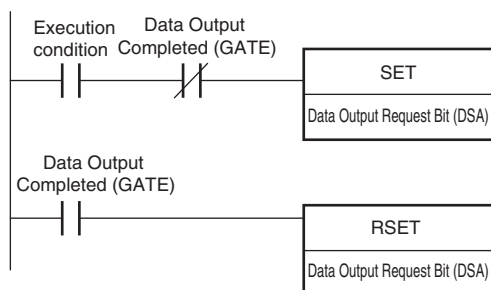 Execution
condition
Data Output
Completed (GATE)
SET
Data Output Request Bit (DSA)
Data Output
Completed (GATE)
RSET
Data Output Request Bit (DSA)